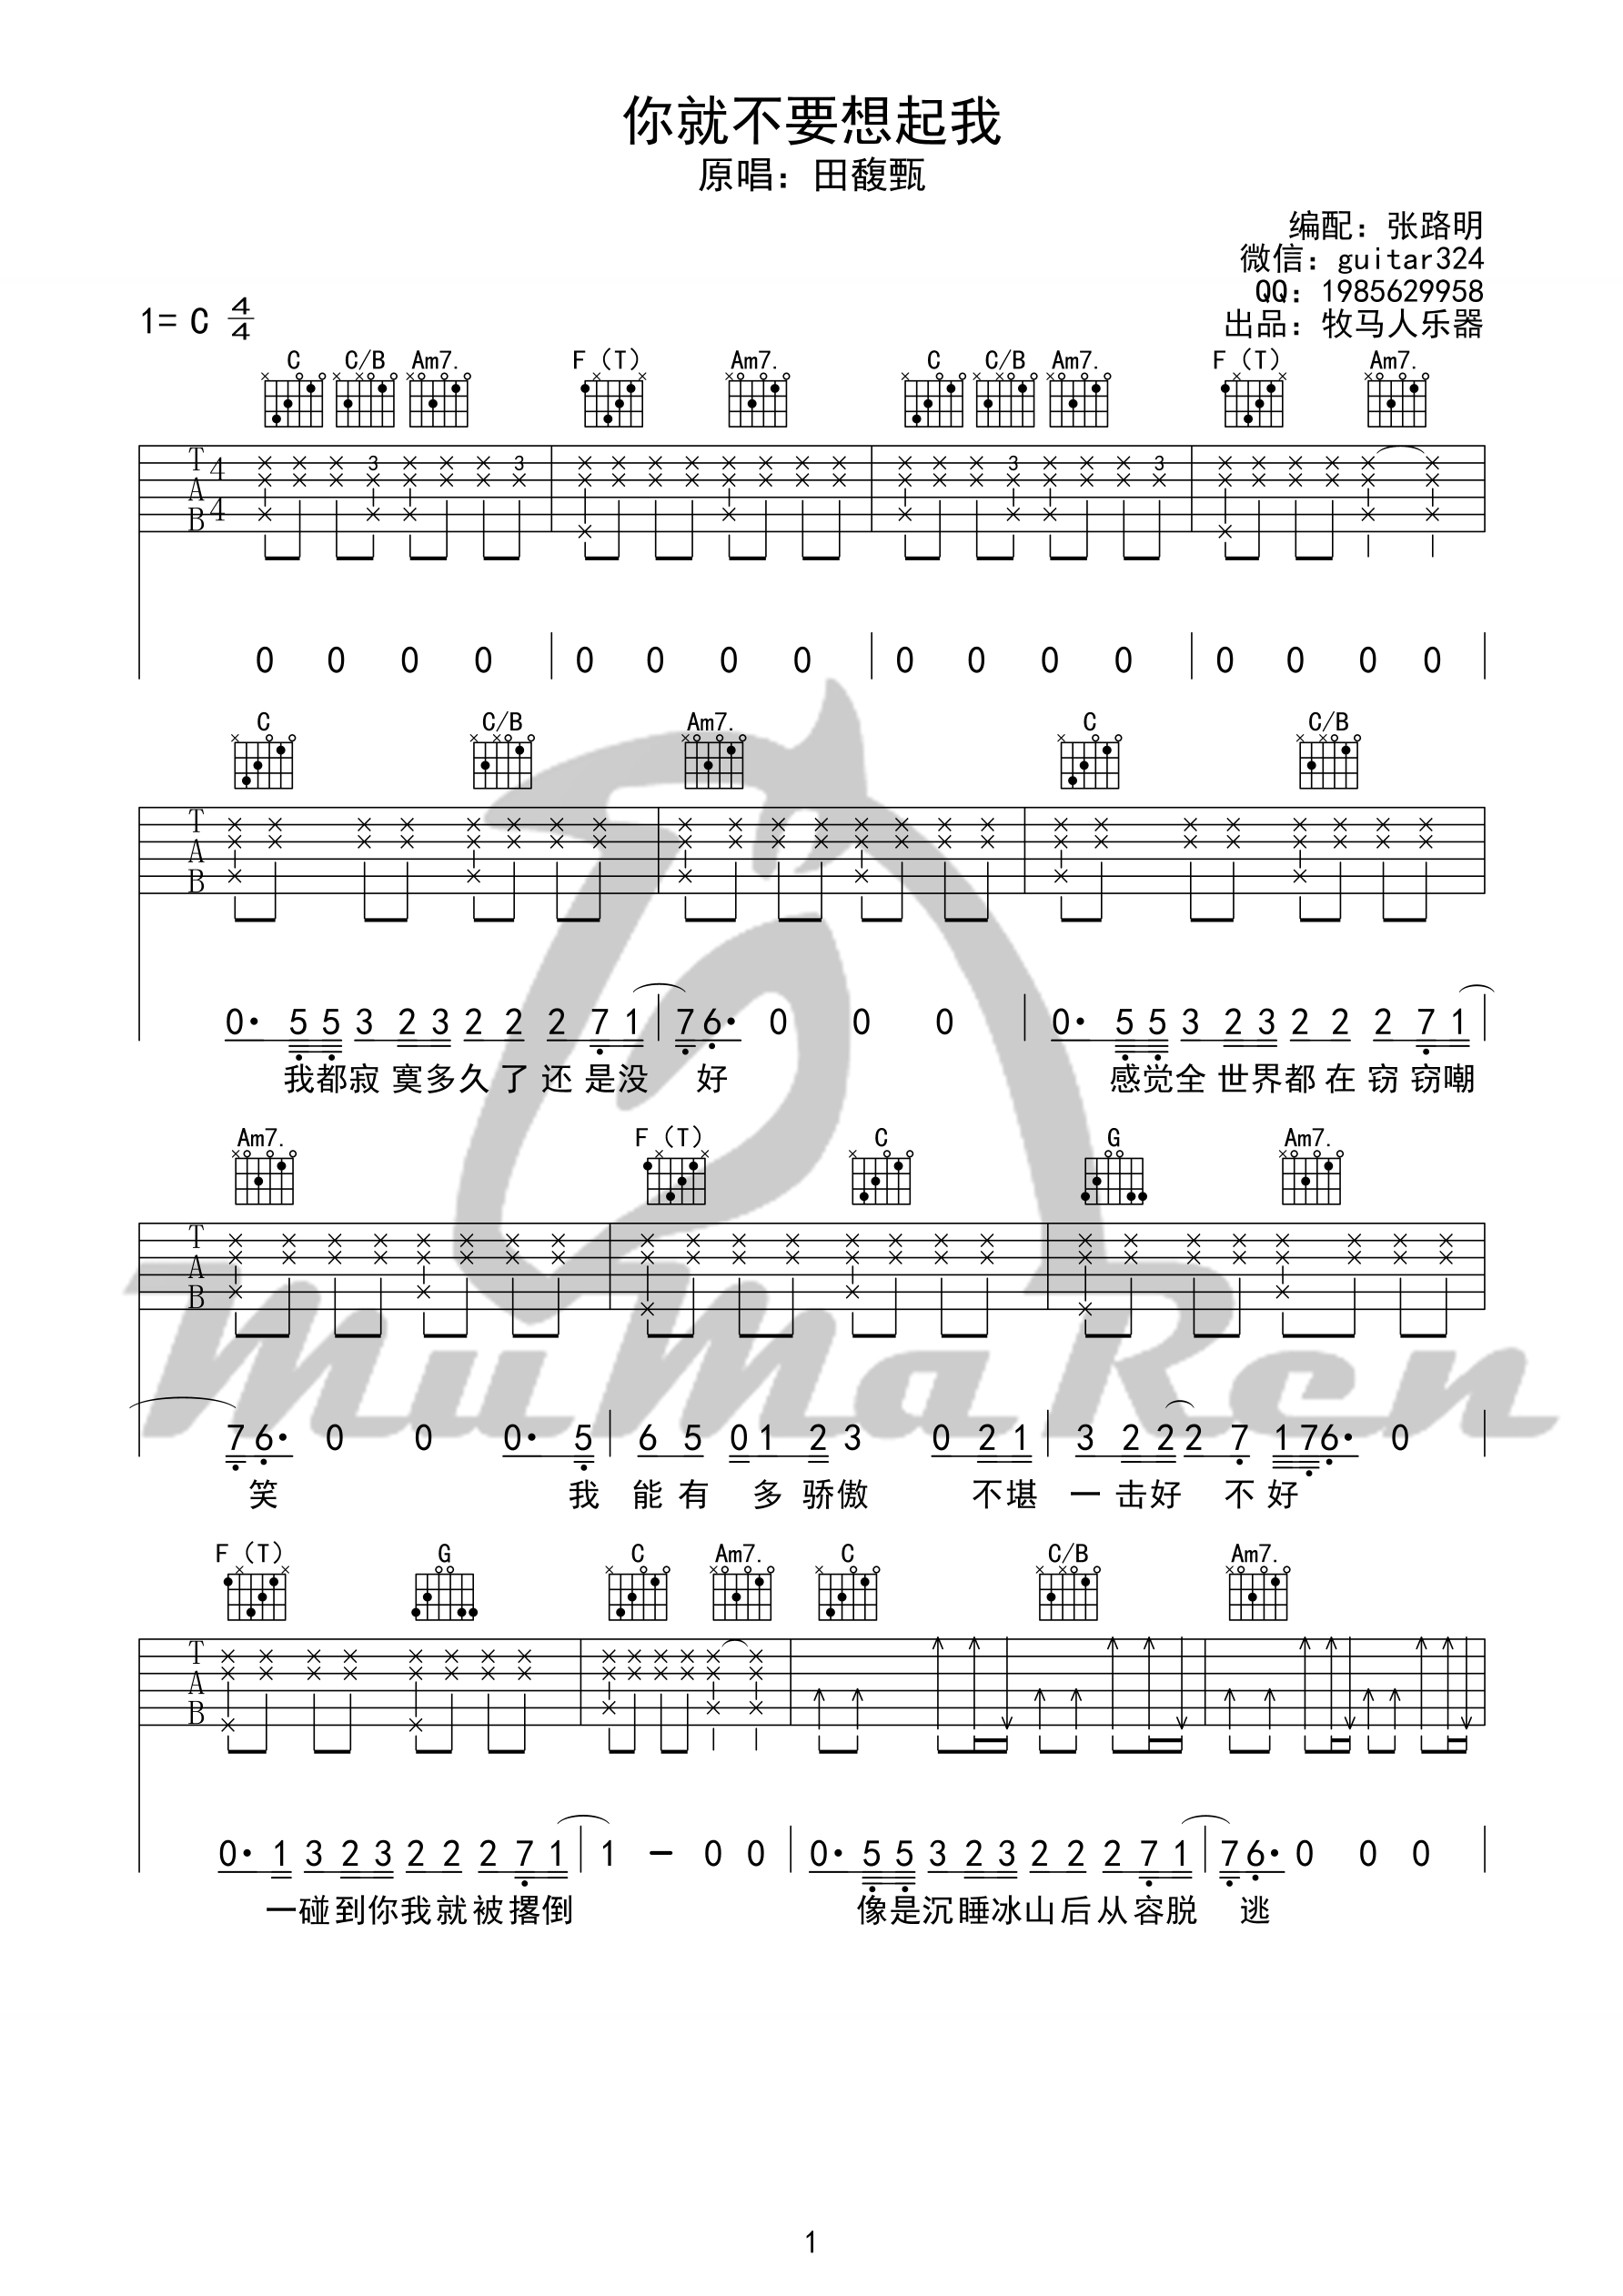 你就不要想起我
原唱：田馥甄
编配：张路明
微信：guitar324
QQ：1985629958
出品：牧马人乐器
1= C 4/4
C C/B Am7. F（T） Am7. C C/B Am7. F（T） Am7.
T 4 3 3 3 3
A
B 4
0 0 0 0 0 0 0 0 0 0 0 0 0 0 0 0
C C/B Am7. C C/B
T
A
B
0· 5 5 3 2 3 2 2 2 7 1 7 6· 0 0 0 0· 5 5 3 2 3 2 2 2 7 1
我都寂 寞多久了 还 是没 好 感觉全 世界都在 窃 窃嘲
Am7. F（T） C G Am7.
T
A
B
7 6· 0 0 0· 5 6 5 0 1 2 3 0 2 1 3 2 2 2 7 1 7 6· 0
笑 我 能有 多 骄傲 不堪 一击好 不好
F（T） G C Am7. C C/B Am7.
T
A
B
0· 1 3 2 3 2 2 2 7 1 1 - 0 0 0· 5 5 3 2 3 2 2 2 7 1 7 6· 0 0 0
一碰到你我就被撂倒 像是沉睡冰山后从容脱 逃
MuMaRen
1